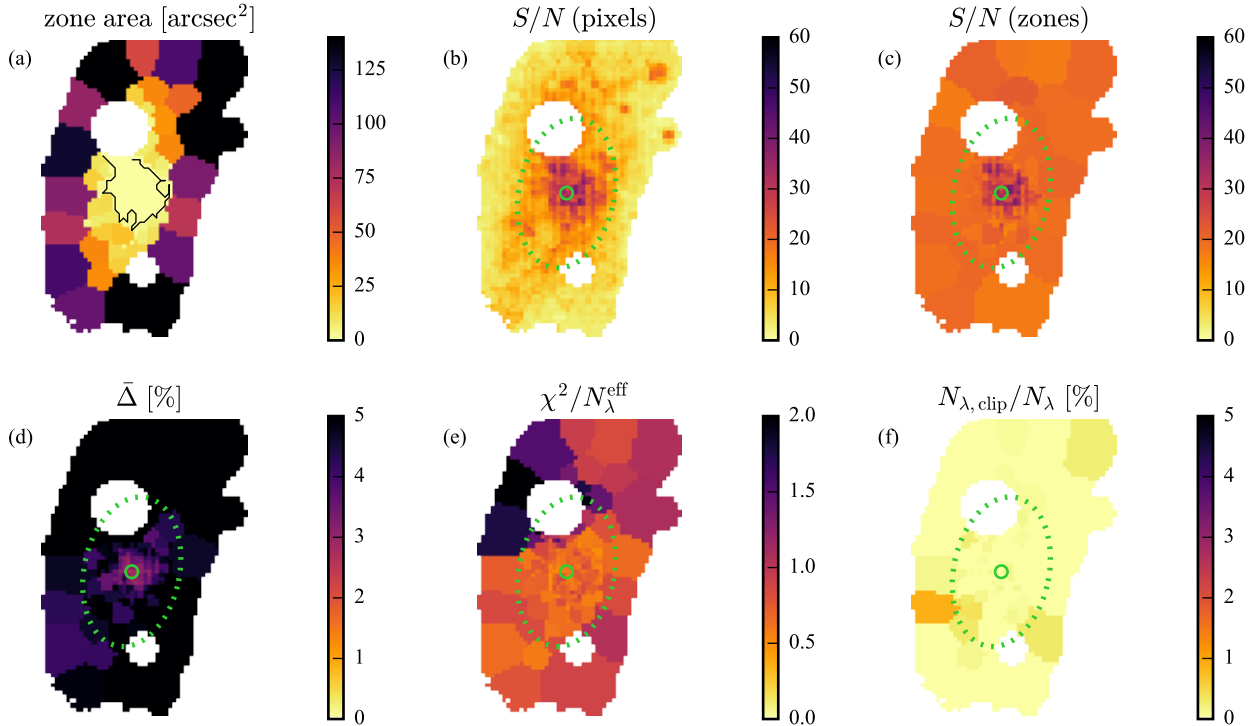 zone area [arcsec²] S/N (pixels) S/N (zones)
(a) (b) (c)
125 100 75 50 25 0
60 50 40 30 20 10 0
60 50 40 30 20 10 0
Δ̄ [%] χ²/N_λ^eff N_λ,clip/N_λ [%]
(d) (e) (f)
5 4 3 2 1 0
2.0 1.5 1.0 0.5 0.0
5 4 3 2 1 0